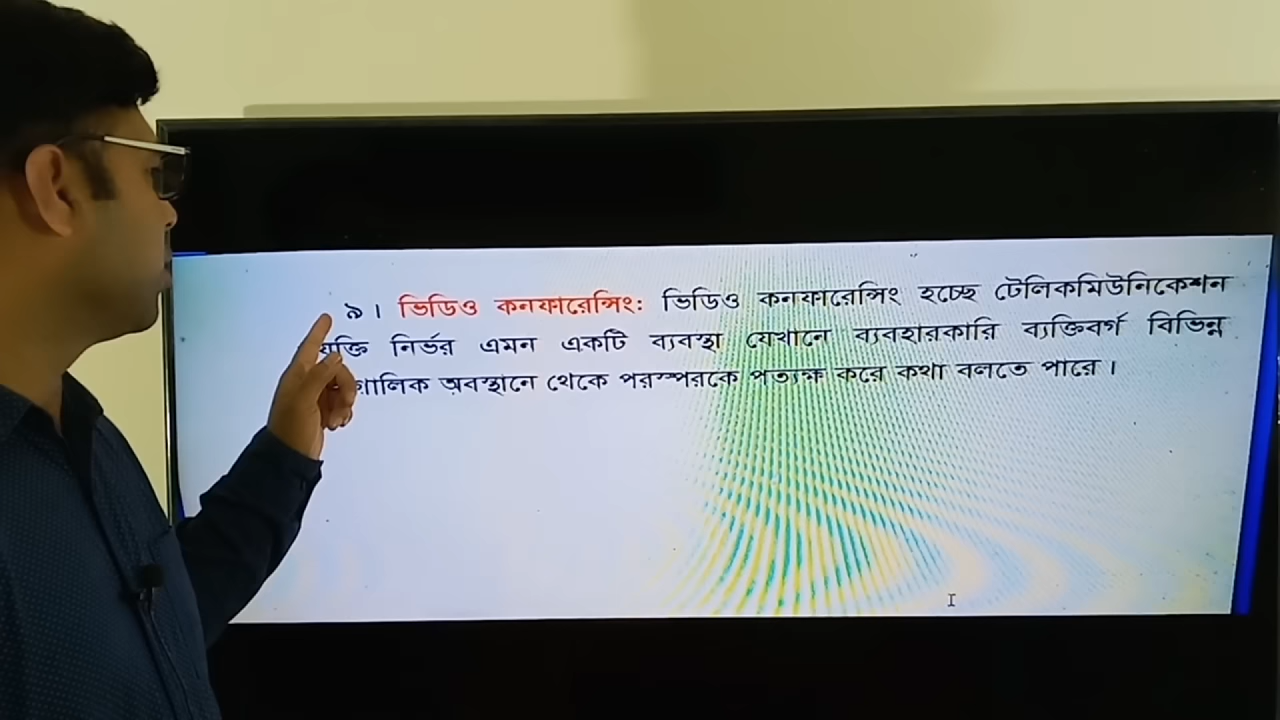 ৯। ভিডিও কনফারেন্সিং: ভিডিও কনফারেন্সিং হচ্ছে টেলিকমিউনিকেশন
নির্ভর এমন একটি ব্যবস্থা যেখানে ব্যবহারকারি ব্যক্তিবর্গ বিভিন্ন
অবস্থানে থেকে পরস্পরকে পত্যক্ষ করে কথা বলতে পারে।